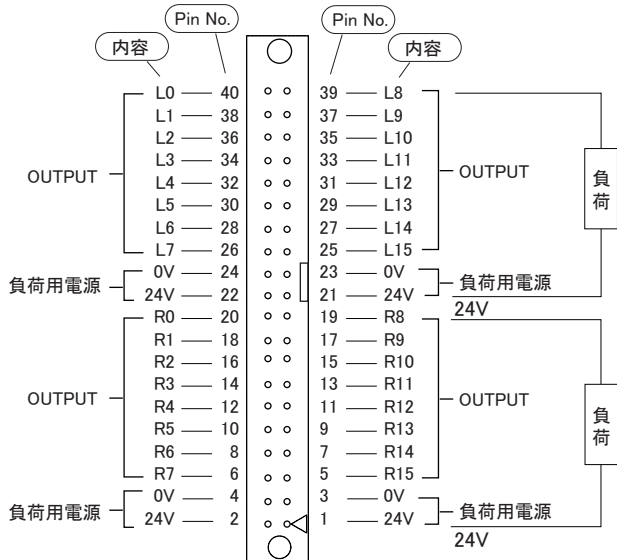 Pin No. Pin No.
内容 内容
L0 40 39 L8
L1 38 37 L9
L2 36 35 L10
L3 34 33 L11
L4 32 31 L12
OUTPUT OUTPUT
L5 30 29 L13
L6 28 27 L14
L7 26 25 L15
負荷
0V 24 23 0V
負荷用電源 負荷用電源
24V 22 21 24V
24V
R0 20 19 R8
R1 18 17 R9
R2 16 15 R10
R3 14 13 R11
OUTPUT OUTPUT
R4 12 11 R12
R5 10 9 R13
R6 8 7 R14
R7 6 5 R15
負荷
0V 4 3 0V
負荷用電源 負荷用電源
24V 2 1 24V
24V